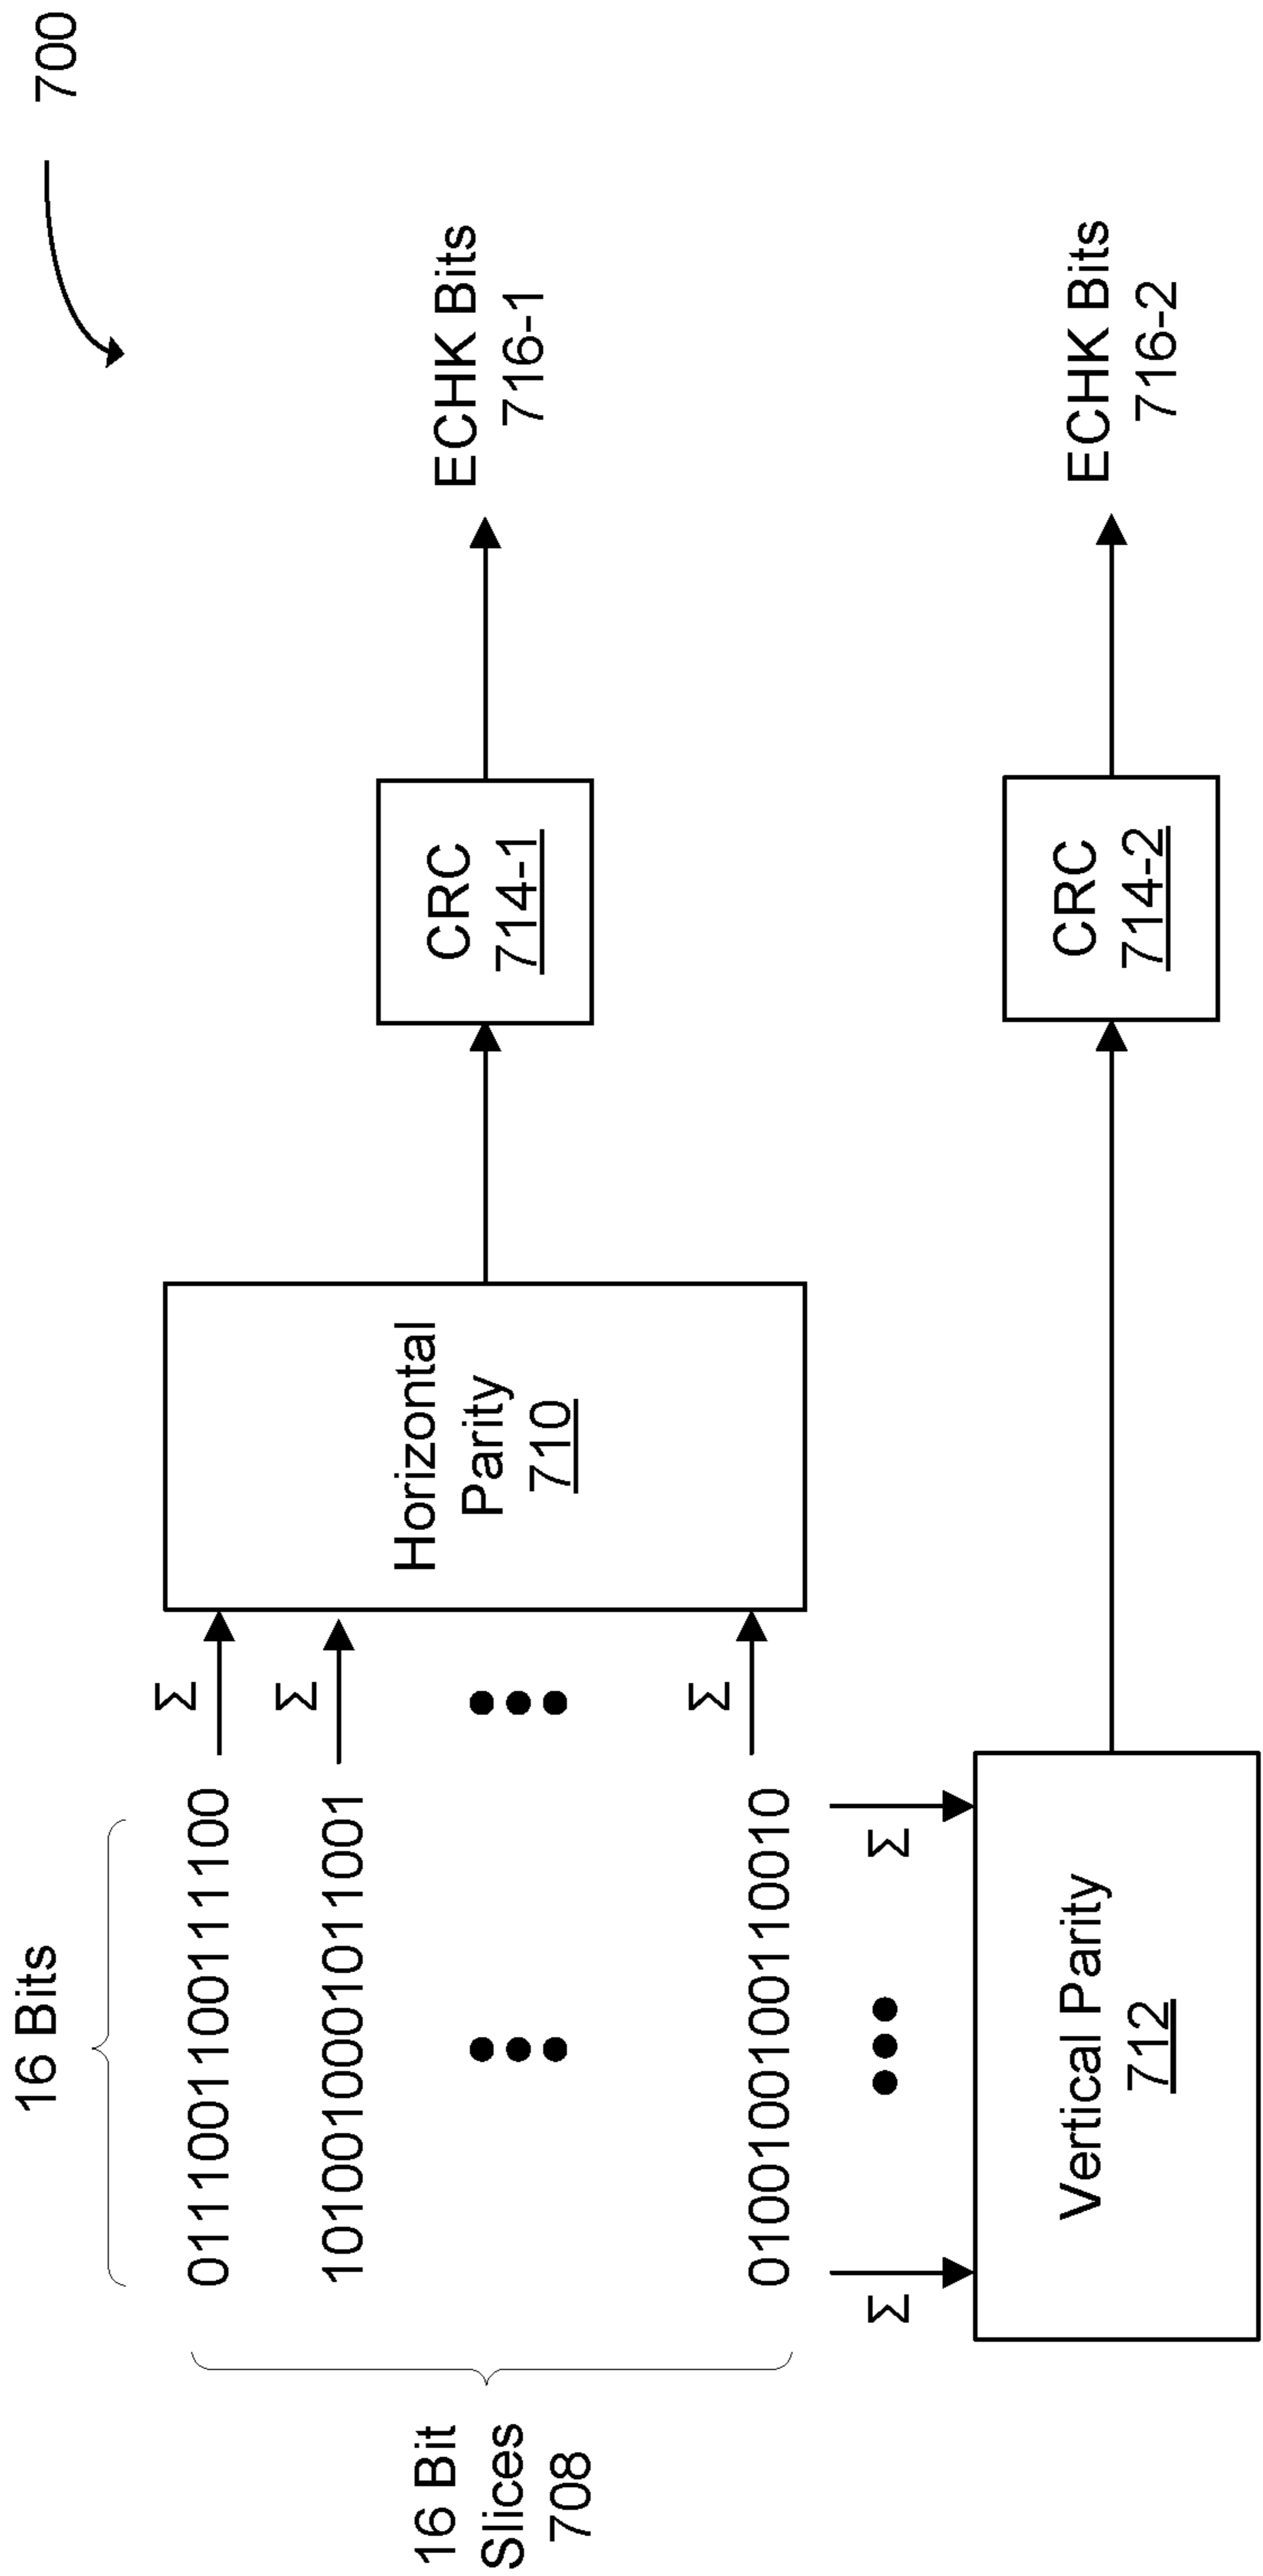 700
16 Bits
0111001100111100
Σ
1010010001011001
Σ
16 Bit
Slices
708
0100100100110010
Σ
Horizontal
Parity
710
CRC
714-1
ECHK Bits
716-1
Σ
Σ
Vertical Parity
712
CRC
714-2
ECHK Bits
716-2